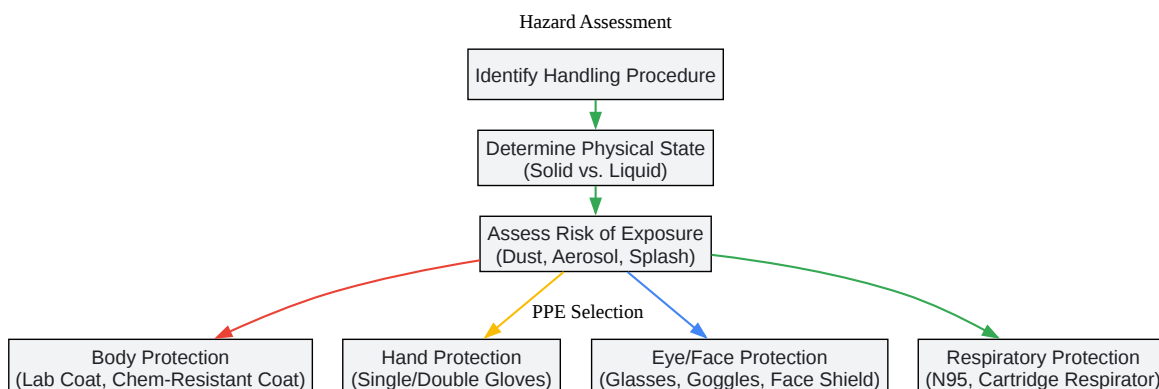 Hazard Assessment
Identify Handling Procedure
Determine Physical State
(Solid vs. Liquid)
Assess Risk of Exposure
(Dust, Aerosol, Splash)
PPE Selection
Body Protection
(Lab Coat, Chem-Resistant Coat)
Hand Protection
(Single/Double Gloves)
Eye/Face Protection
(Glasses, Goggles, Face Shield)
Respiratory Protection
(N95, Cartridge Respirator)